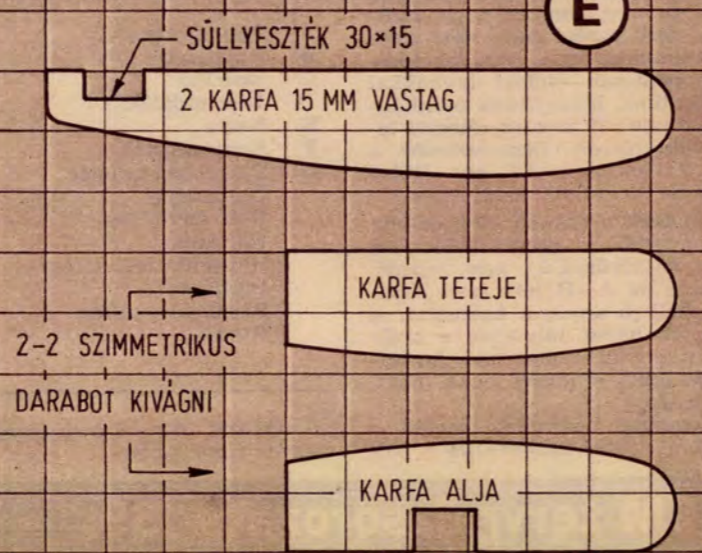 E
SÜLLYESZTÉK 30×15
2 KARFA 15 MM VASTAG
KARFA TETEJE
2-2 SZIMMETRIKUS
DARABOT KIVÁGNI
KARFA ALJA